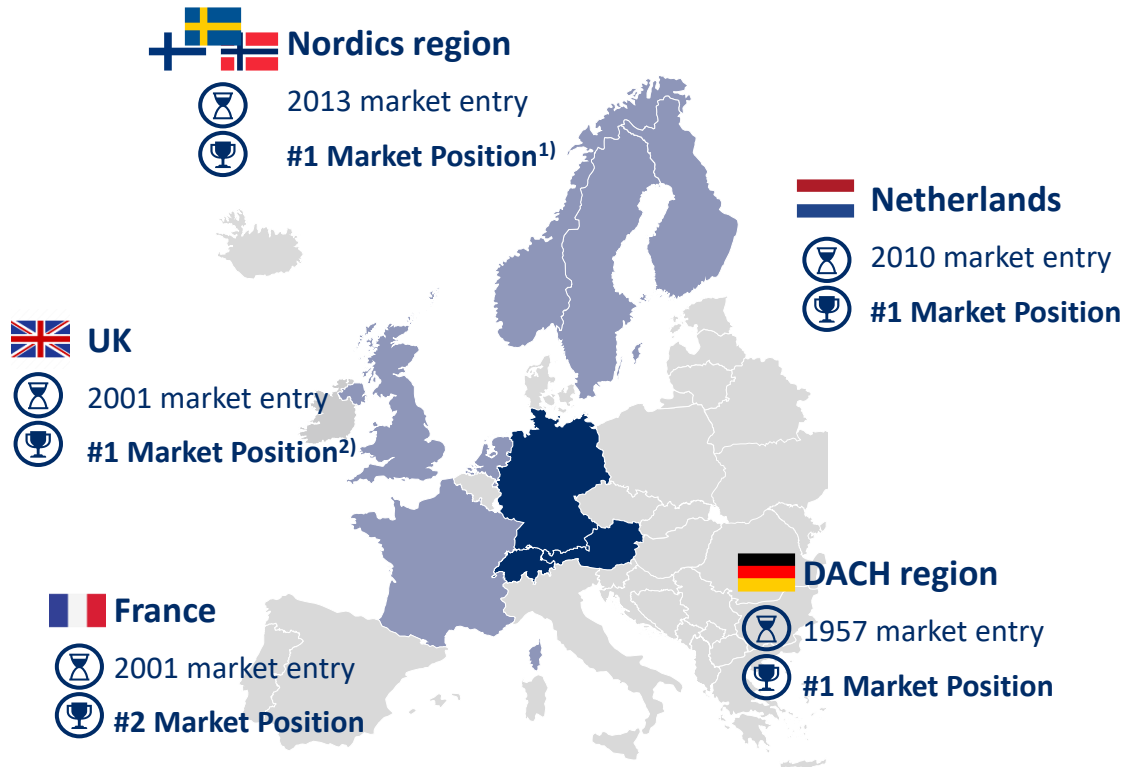 Nordics region
2013 market entry
#1 Market Position1)
Netherlands
2010 market entry
#1 Market Position
UK
2001 market entry
#1 Market Position2)
DACH region
1957 market entry
#1 Market Position
France
2001 market entry
#2 Market Position